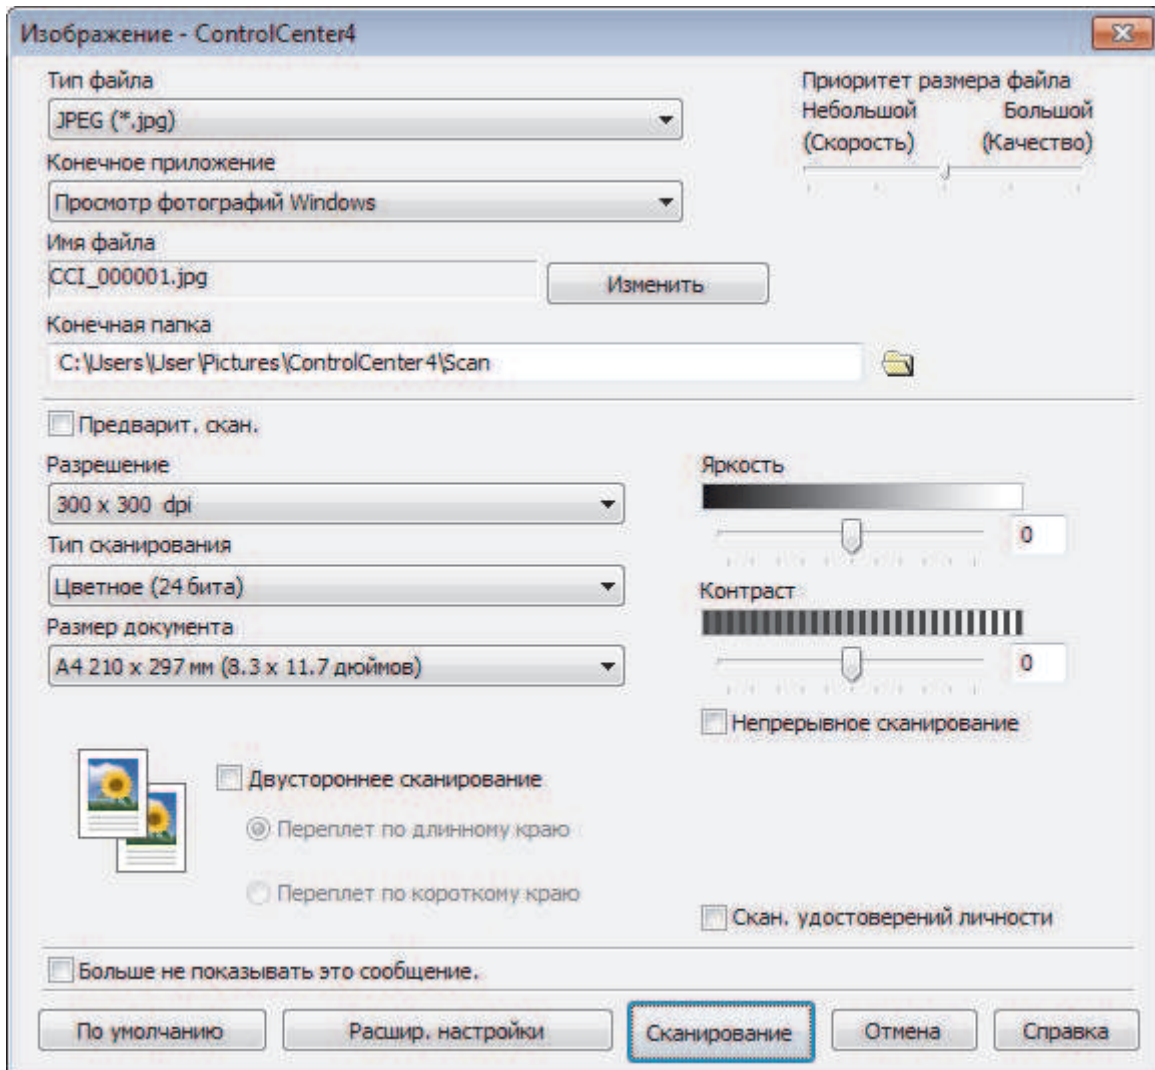 Изображение - ControlCenter4
Тип файла
JPEG (*.jpg)
Приоритет размера файла
Небольшой Большой
(Скорость) (Качество)
Конечное приложение
Просмотр фотографий Windows
Имя файла
CCI_000001.jpg
Изменить
Конечная папка
C:\Users\User\Pictures\ControlCenter4\Scan
Предварит. скан.
Разрешение
300 x 300 dpi
Тип сканирования
Цветное (24 бита)
Размер документа
A4 210 x 297 мм (8.3 x 11.7 дюймов)
Яркость
0
Контраст
0
Непрерывное сканирование
Двустороннее сканирование
Переплет по длинному краю
Переплет по короткому краю
Скан. удостоверений личности
Больше не показывать это сообщение.
По умолчанию Расшир. настройки Сканирование Отмена Справка